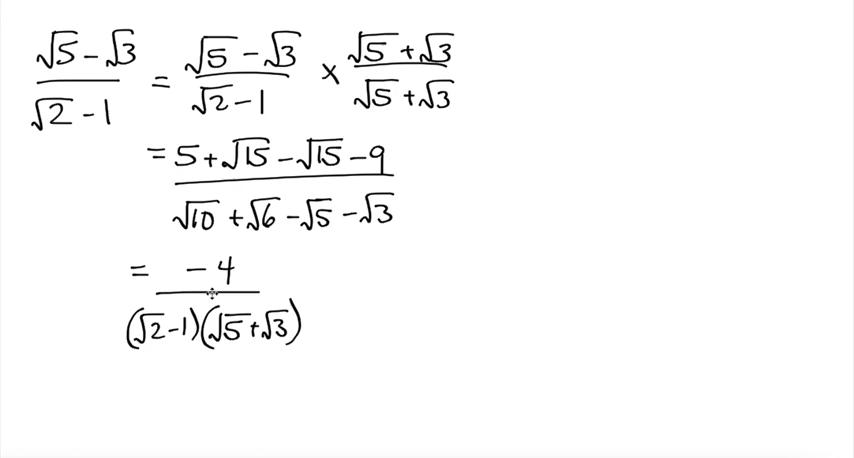 (√5 - √3)/(√2 - 1) = (√5 - √3)/(√2 - 1) × (√5 + √3)/(√5 + √3)
= (5 + √15 - √15 - 9)/(√10 + √6 - √5 - √3)
= -4/((√2 - 1)(√5 + √3))